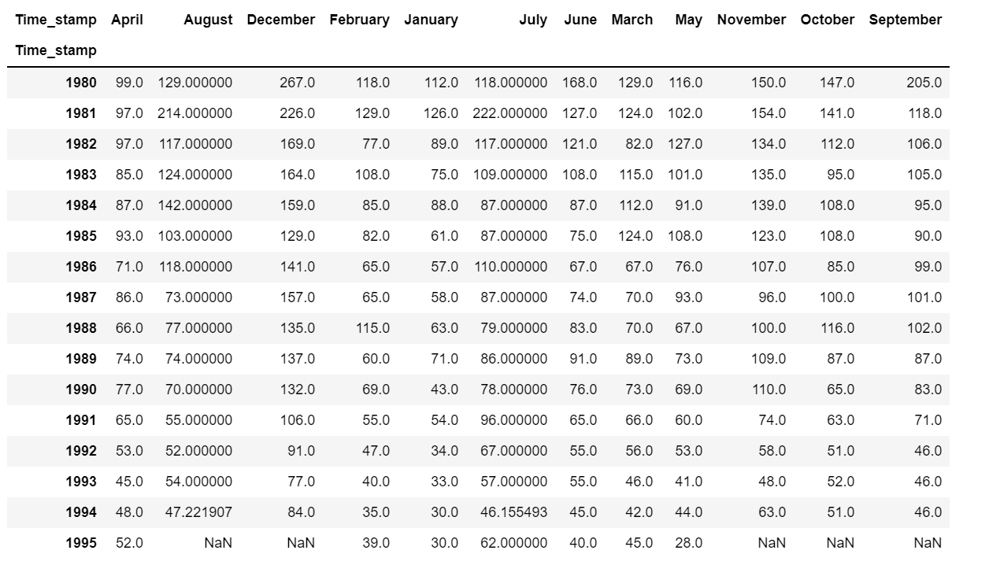 Time_stamp April August December February January July June March May November October September
Time_stamp
1980 99.0 129.000000 267.0 118.0 112.0 118.000000 168.0 129.0 116.0 150.0 147.0 205.0
1981 97.0 214.000000 226.0 129.0 126.0 222.000000 127.0 124.0 102.0 154.0 141.0 118.0
1982 97.0 117.000000 169.0 77.0 89.0 117.000000 121.0 82.0 127.0 134.0 112.0 106.0
1983 85.0 124.000000 164.0 108.0 75.0 109.000000 108.0 115.0 101.0 135.0 95.0 105.0
1984 87.0 142.000000 159.0 85.0 88.0 87.000000 87.0 112.0 91.0 139.0 108.0 95.0
1985 93.0 103.000000 129.0 82.0 61.0 87.000000 75.0 124.0 108.0 123.0 108.0 90.0
1986 71.0 118.000000 141.0 65.0 57.0 110.000000 67.0 67.0 76.0 107.0 85.0 99.0
1987 86.0 73.000000 157.0 65.0 58.0 87.000000 74.0 70.0 93.0 96.0 100.0 101.0
1988 66.0 77.000000 135.0 115.0 63.0 79.000000 83.0 70.0 67.0 100.0 116.0 102.0
1989 74.0 74.000000 137.0 60.0 71.0 86.000000 91.0 89.0 73.0 109.0 87.0 87.0
1990 77.0 70.000000 132.0 69.0 43.0 78.000000 76.0 73.0 69.0 110.0 65.0 83.0
1991 65.0 55.000000 106.0 55.0 54.0 96.000000 65.0 66.0 60.0 74.0 63.0 71.0
1992 53.0 52.000000 91.0 47.0 34.0 67.000000 55.0 56.0 53.0 58.0 51.0 46.0
1993 45.0 54.000000 77.0 40.0 33.0 57.000000 55.0 46.0 41.0 48.0 52.0 46.0
1994 48.0 47.221907 84.0 35.0 30.0 46.155493 45.0 42.0 44.0 63.0 51.0 46.0
1995 52.0 NaN NaN 39.0 30.0 62.000000 40.0 45.0 28.0 NaN NaN NaN